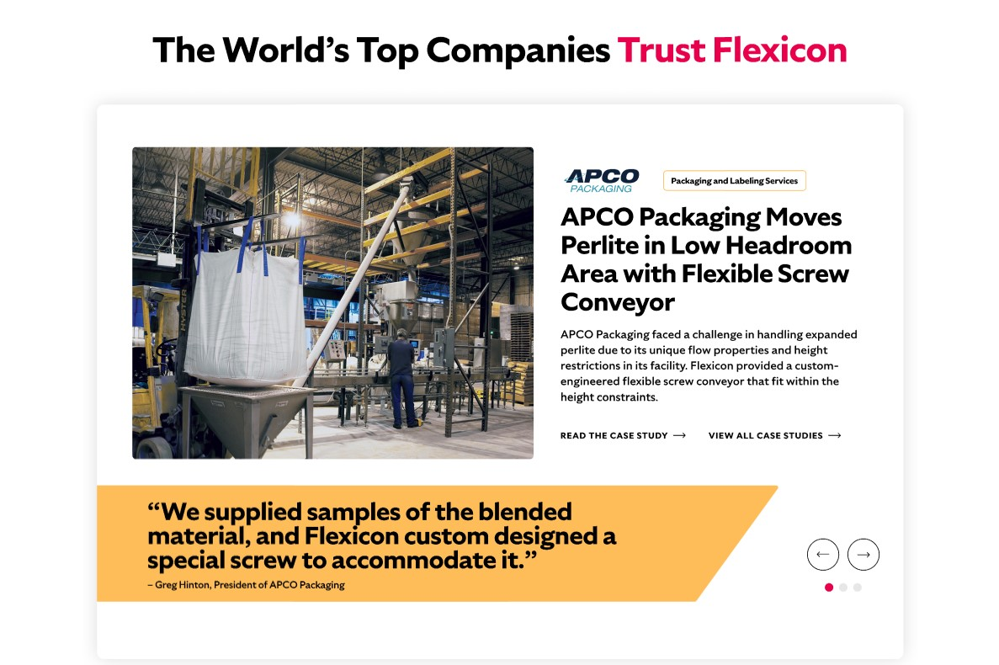 The World’s Top Companies Trust Flexicon
HYSTER
APCO
PACKAGING
Packaging and Labeling Services
APCO Packaging Moves
Perlite in Low Headroom
Area with Flexible Screw
Conveyor
APCO Packaging faced a challenge in handling expanded
perlite due to its unique flow properties and height
restrictions in its facility. Flexicon provided a custom-
engineered flexible screw conveyor that fit within the
height constraints.
READ THE CASE STUDY → VIEW ALL CASE STUDIES →
“We supplied samples of the blended
material, and Flexicon custom designed a
special screw to accommodate it.”
– Greg Hinton, President of APCO Packaging
← →